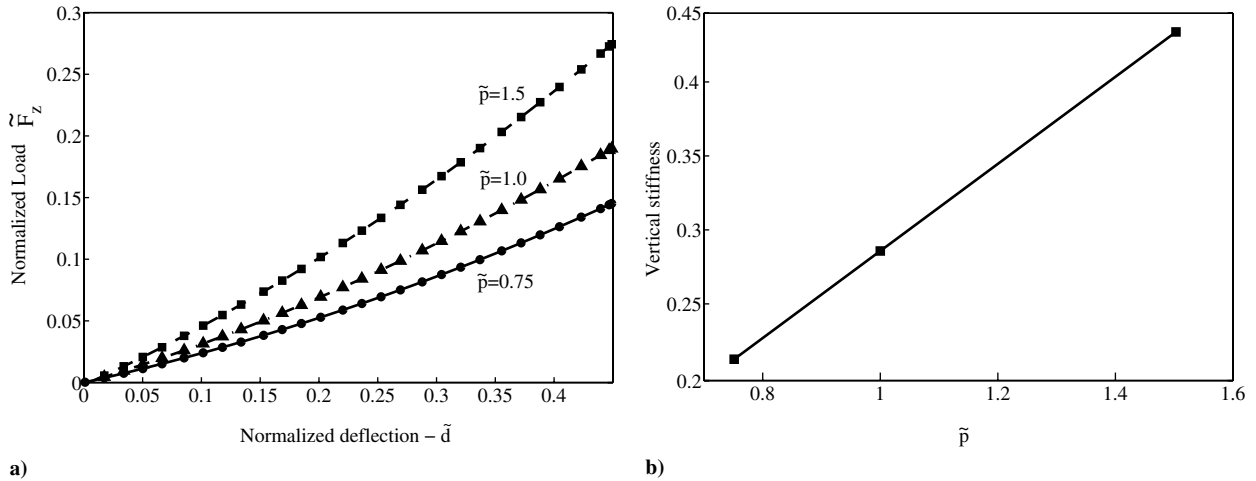 0.3
0.25
0.2
0.15
0.1
0.05
0
Normalized Load F̃z
p̃=1.5
p̃=1.0
p̃=0.75
0 0.05 0.1 0.15 0.2 0.25 0.3 0.35 0.4
Normalized deflection – d̃
a)
0.45
0.4
0.35
0.3
0.25
0.2
Vertical stiffness
0.8 1 1.2 1.4 1.6
p̃
b)